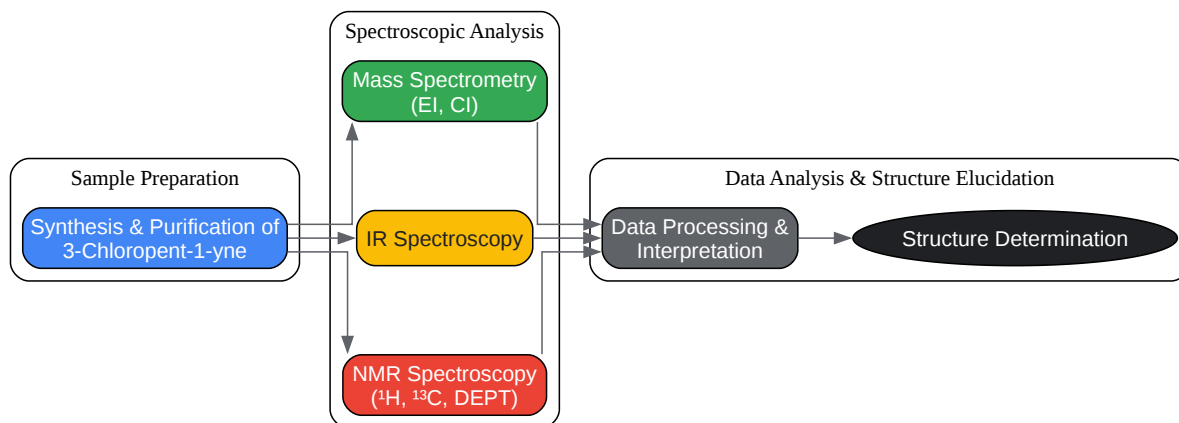 Sample Preparation
Synthesis & Purification of
3-Chloropent-1-yne
Spectroscopic Analysis
Mass Spectrometry
(EI, CI)
IR Spectroscopy
NMR Spectroscopy
(¹H, ¹³C, DEPT)
Data Analysis & Structure Elucidation
Data Processing &
Interpretation
Structure Determination